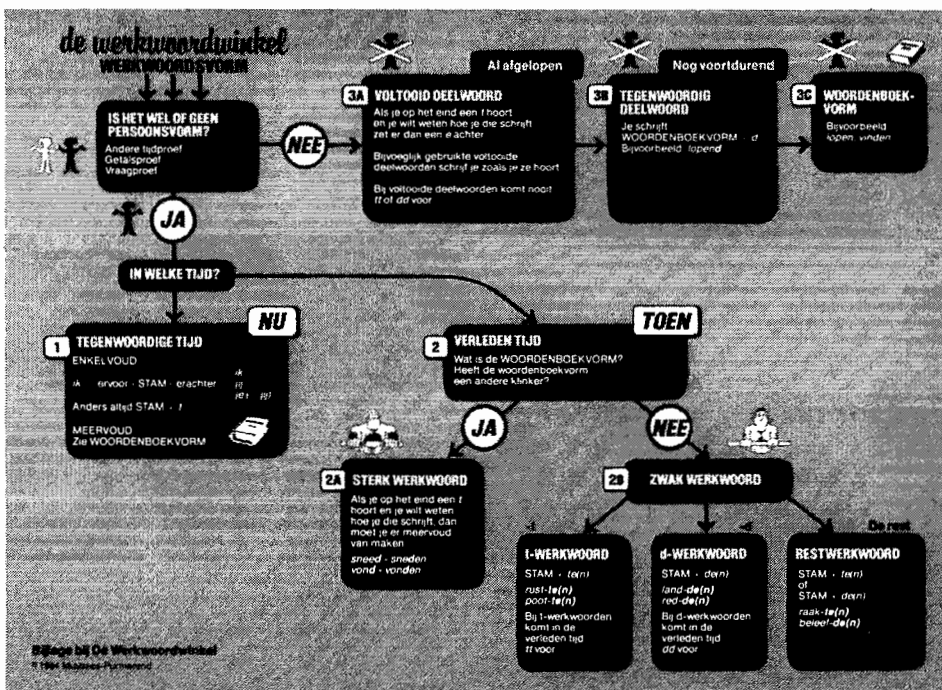 de werkwoordwinkel
WERKWOORDSVORM
IS HET WEL OF GEEN
PERSOONSVORM?
Andere tijdproef
Getalsproef
Vraagproef
NEE
JA
Al afgelopen
3A VOLTOOID DEELWOORD
Als je op het eind een t hoort
en je wilt weten hoe je die schrijft
zet er dan een e achter
Bijvoeglijk gebruikte voltooide
deelwoorden schrijf je zoals je ze hoort
Bij voltooide deelwoorden komt nooit
tt of dd voor
Nog voortdurend
3B TEGENWOORDIG
DEELWOORD
Je schrijft
WOORDENBOEKVORM - d
Bijvoorbeeld lopend
3C WOORDENBOEK-
VORM
Bijvoorbeeld
lopen, vinden
IN WELKE TIJD?
NU
1 TEGENWOORDIGE TIJD
ENKELVOUD
ik
ik ervoor - STAM - erachter jij
Anders altijd STAM - t
MEERVOUD
Zie WOORDENBOEKVORM
TOEN
2 VERLEDEN TIJD
Wat is de WOORDENBOEKVORM?
Heeft de woordenboekvorm
een andere klinker?
JA
NEE
2A STERK WERKWOORD
Als je op het eind een t
hoort en je wilt weten
hoe je die schrijft, dan
moet je er meervoud
van maken
sneed - sneden
vond - vonden
2B ZWAK WERKWOORD
-t
t-WERKWOORD
STAM - te(n)
rust-te(n)
poot-te(n)
Bij t-werkwoorden
komt in de
verleden tijd
tt voor
-d
d-WERKWOORD
STAM - de(n)
land-de(n)
red-de(n)
Bij d-werkwoorden
komt in de
verleden tijd
dd voor
De rest
RESTWERKWOORD
STAM - te(n)
of
STAM - de(n)
raak-te(n)
beleef-de(n)
Bijlage bij De Werkwoordwinkel
© 1984 Muusses-Purmerend